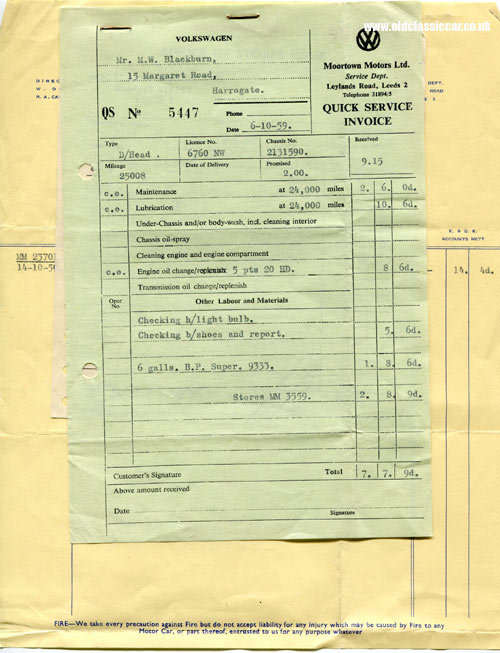 www.oldclassiccar.co.uk
VOLKSWAGEN
Mr. M.W. Blackburn,
15 Margaret Road,
Harrogate.
Moortown Motors Ltd.
Service Dept.
Leylands Road, Leeds 2
Telephone 31894/5
QUICK SERVICE
INVOICE
QS No 5447
Phone
Date 6-10-59.
Type Licence No. Chassis No. Received
D/Head. 6760 NW 2131590. 9.15
Mileage Date of Delivery Promised
25008 2.00.
c.o. Maintenance at 24,000 miles 2. 6. 0d.
c.o. Lubrication at 24,000 miles 10. 6d.
Under-Chassis and/or body-wash, incl. cleaning interior
Chassis oil-spray
Cleaning engine and engine compartment
c.o. Engine oil change/replenish 5 pts 20 HD. 8 6d.
Transmission oil change/replenish
Oper. No Other Labour and Materials
Checking h/light bulb.
Checking b/shoes and report. 5. 6d.
6 galls. B.P. Super. 9333. 1. 8. 6d.
Stores MM 3559. 2. 8. 9d.
Customer's Signature Total 7. 7. 9d.
Above amount received
Date Signature
DIREC
W. D
N. A. CA
DEPT.
ROAD
S 2
E. & O. E.
ACCOUNTS NETT
MM 2370
14-10-5
14. 4d.
FIRE—We take every precaution against Fire but do not accept liability for any injury which may be caused by Fire to any
Motor Car, or part thereof, entrusted to us for any purpose whatever